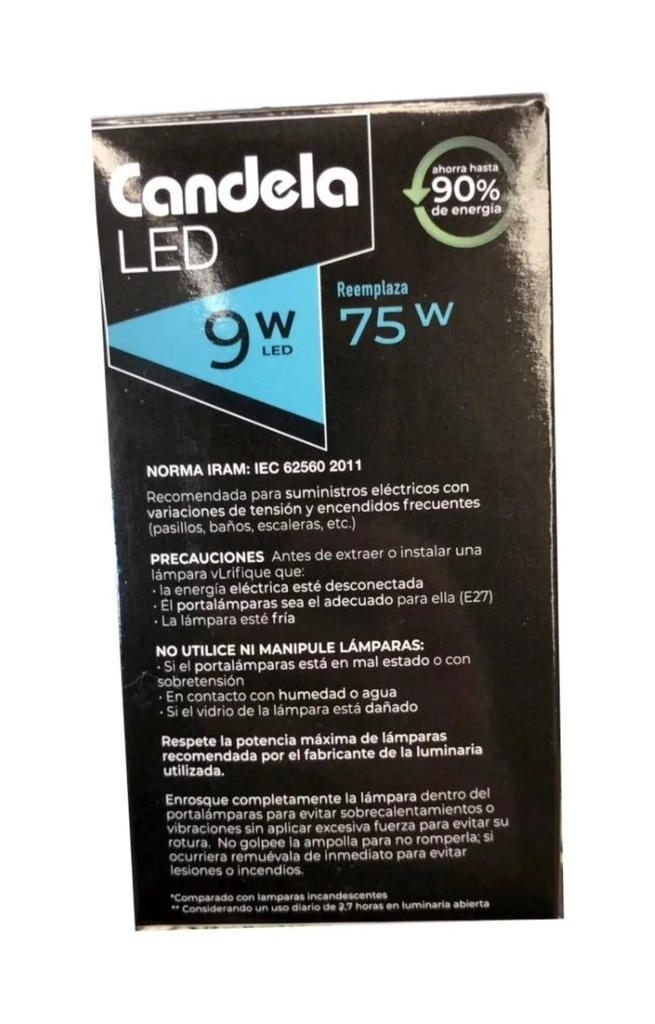 Candela
LED
ahorra hasta
90%
de energía
9W
LED
Reemplaza
75 W
NORMA IRAM: IEC 62560 2011
Recomendada para suministros eléctricos con
variaciones de tensión y encendidos frecuentes
(pasillos, baños, escaleras, etc.)
PRECAUCIONES Antes de extraer o instalar una
lámpara vLrifique que:
· la energía eléctrica esté desconectada
· Él portalámparas sea el adecuado para ella (E27)
· La lámpara esté fría
NO UTILICE NI MANIPULE LÁMPARAS:
· Si el portalámparas está en mal estado o con
sobretensión
· En contacto con humedad o agua
· Si el vidrio de la lámpara está dañado
Respete la potencia máxima de lámparas
recomendada por el fabricante de la luminaria
utilizada.
Enrosque completamente la lámpara dentro del
portalámparas para evitar sobrecalentamientos o
vibraciones sin aplicar excesiva fuerza para evitar su
rotura. No golpee la ampolla para no romperla; si
ocurriera remuévala de inmediato para evitar
lesiones o incendios.
*Comparado con lamparas incandescentes
** Considerando un uso diario de 2,7 horas en luminaria abierta